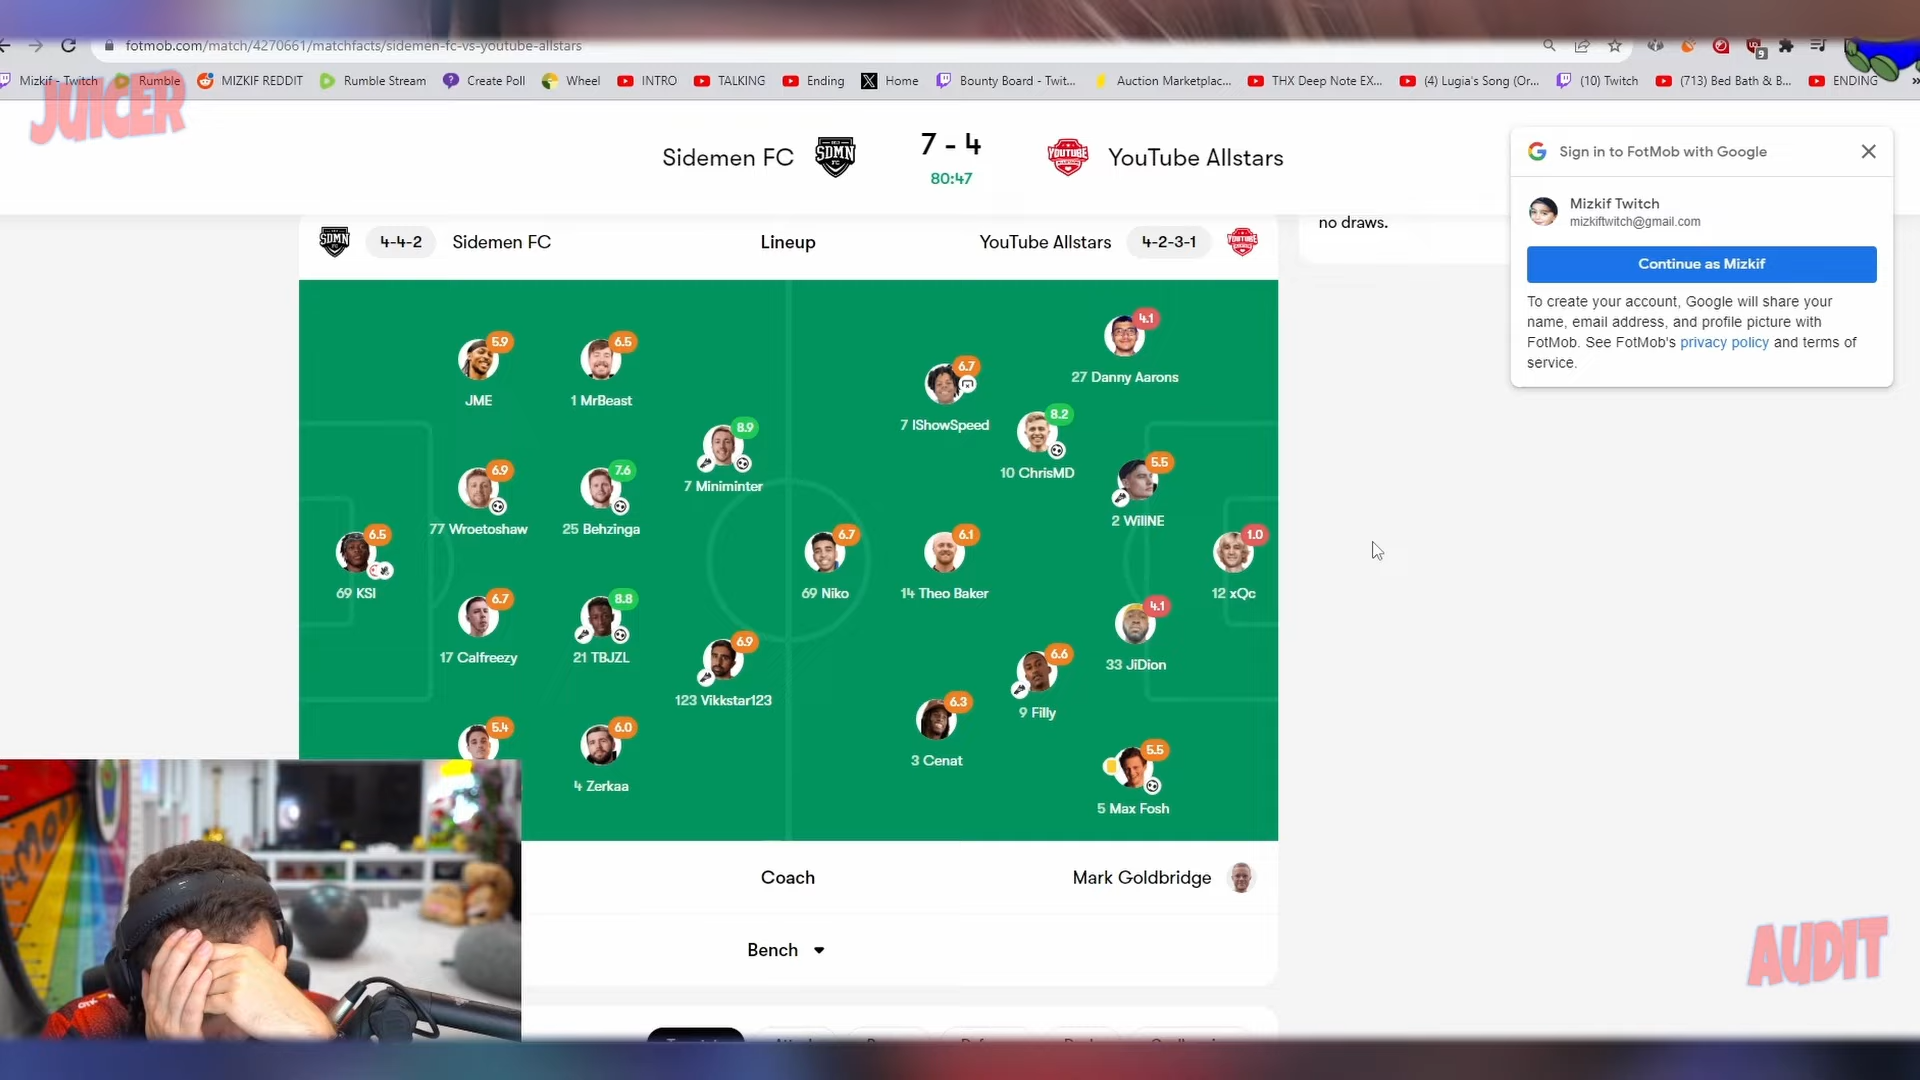 fotmob.com/match/4270661/matchfacts/sidemen-fc-vs-youtube-allstars
9
Mizkif - Twitch
Rumble
MIZKIF REDDIT
Rumble Stream
Create Poll
Wheel
INTRO
TALKING
Ending
Home
Bounty Board - Twit...
Auction Marketplac...
THX Deep Note EX...
(4) Lugia's Song (Or...
(10) Twitch
(713) Bed Bath & B...
ENDING
»
JUICER
Sidemen FC
SDMN
FC
7 - 4
80:47
YOUTUBE
YouTube Allstars
Sign in to FotMob with Google
Mizkif Twitch
mizkiftwitch@gmail.com
Continue as Mizkif
To create your account, Google will share your
name, email address, and profile picture with
FotMob. See FotMob's privacy policy and terms of
service.
no draws.
SDMN
4-4-2
Sidemen FC
Lineup
YouTube Allstars
4-2-3-1
YOUTUBE
5.9
JME
6.5
1 MrBeast
8.9
7 Miniminter
6.9
77 Wroetoshaw
7.6
25 Behzinga
6.5
69 KSI
6.7
17 Calfreezy
8.8
21 TBJZL
6.9
123 Vikkstar123
5.4
6.0
4 Zerkaa
4.1
27 Danny Aarons
6.7
7 IShowSpeed
8.2
10 ChrisMD
5.5
2 WillNE
6.7
69 Niko
6.1
14 Theo Baker
1.0
12 xQc
4.1
33 JiDion
6.6
9 Filly
6.3
3 Cenat
5.5
5 Max Fosh
Coach
Mark Goldbridge
Bench
AUDIT